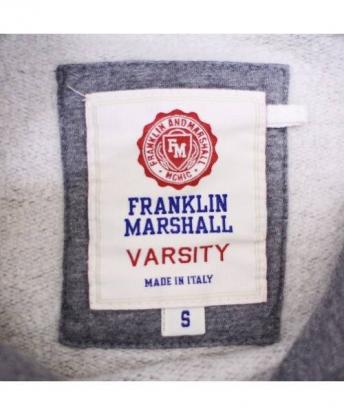 FRANKLIN AND MARSHALL
FM
MCMIC
FRANKLIN
MARSHALL
VARSITY
MADE IN ITALY
S